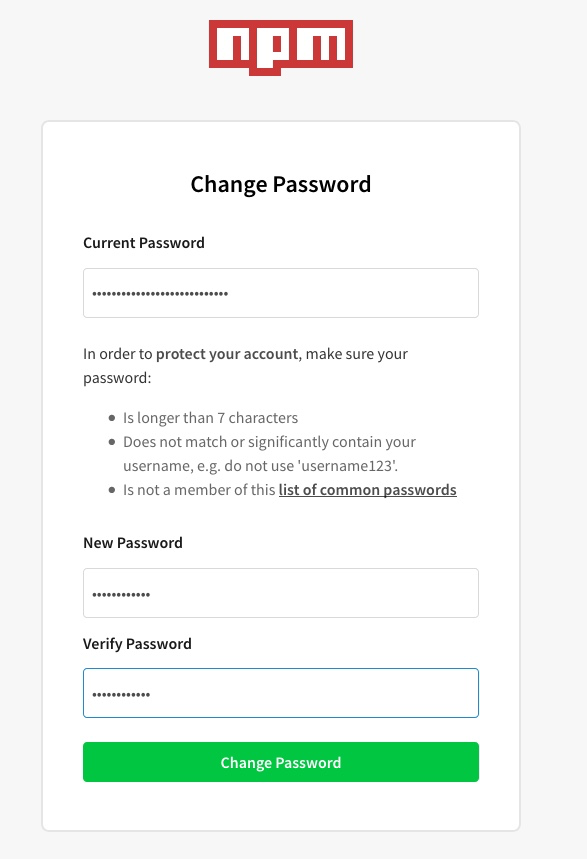 npm
Change Password
Current Password
••••••••••••••••••••••••••••
In order to protect your account, make sure your
password:
• Is longer than 7 characters
• Does not match or significantly contain your
username, e.g. do not use 'username123'.
• Is not a member of this list of common passwords
New Password
••••••••••••
Verify Password
••••••••••••
Change Password